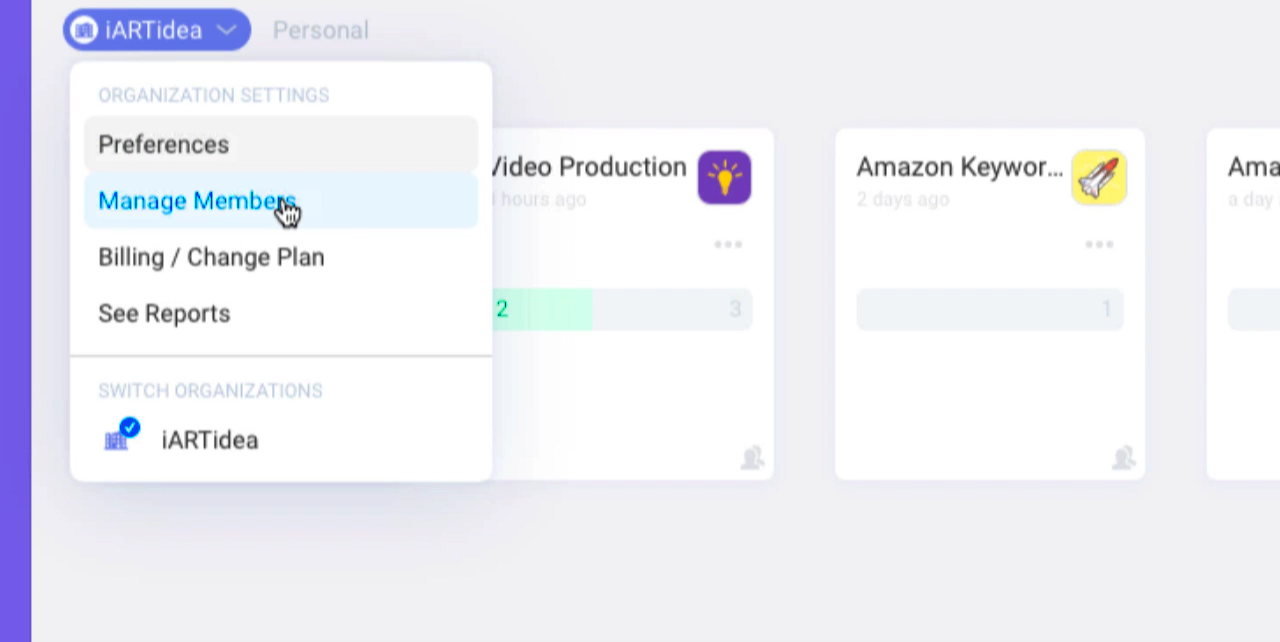 iARTidea
Personal
ORGANIZATION SETTINGS
Preferences
Manage Members
Billing / Change Plan
See Reports
SWITCH ORGANIZATIONS
iARTidea
Video Production
hours ago
2
3
Amazon Keywor...
2 days ago
1
Ama
a day